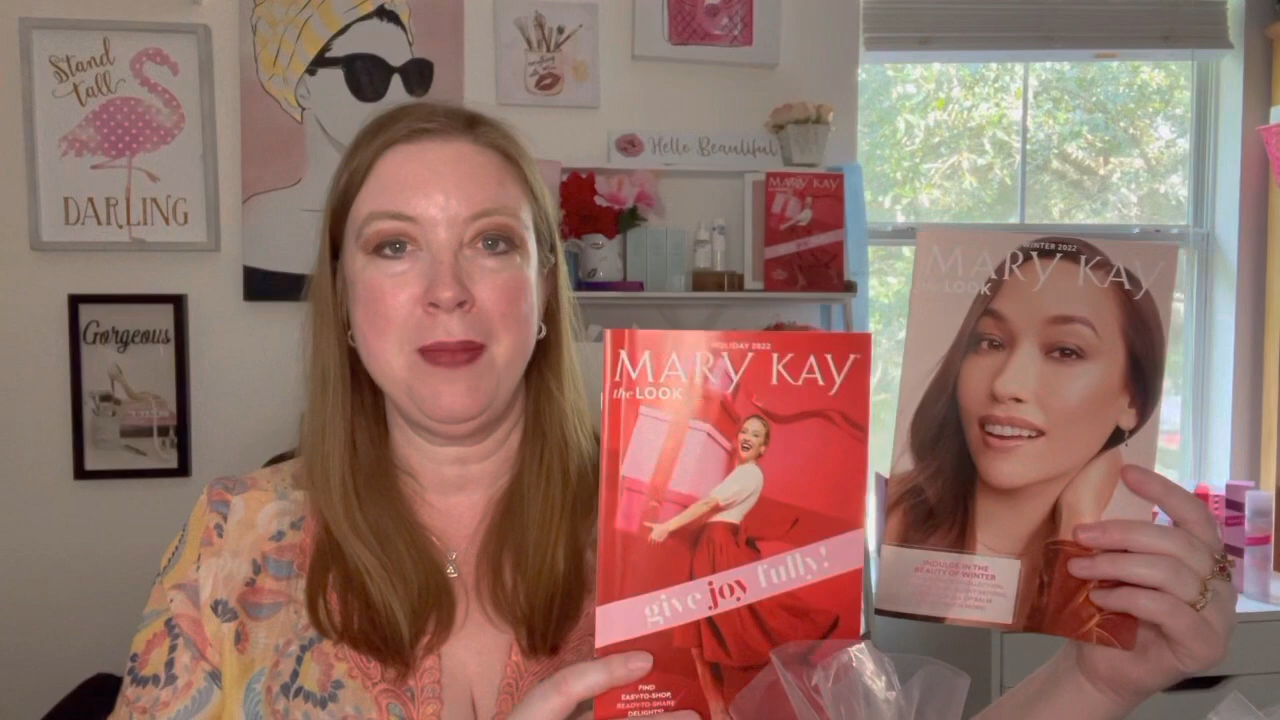 Stand
tall
DARLING
Gorgeous
Hello Beautiful
MARY KAY
HOLIDAY 2022
MARY KAY
the LOOK
give joy fully!
FIND
EASY-TO-SHOP,
READY-TO-SHARE
DELIGHTS!
WINTER 2022
MARY KAY
the LOOK
INDULGE IN THE
BEAUTY OF WINTER